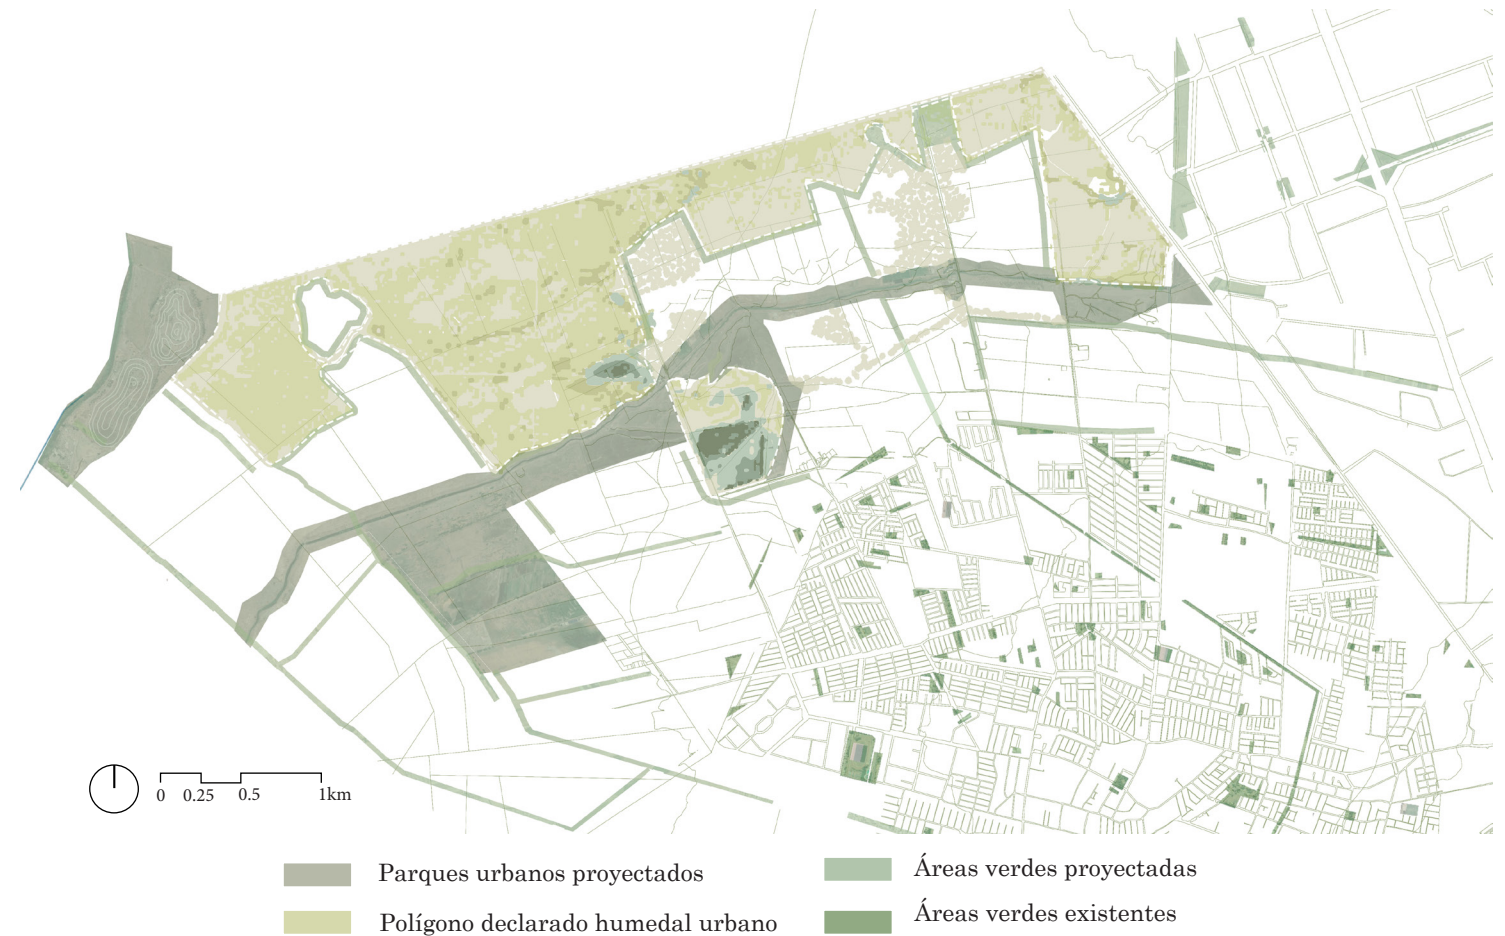 0 0.25 0.5 1km
Parques urbanos proyectados
Polígono declarado humedal urbano
Áreas verdes proyectadas
Áreas verdes existentes